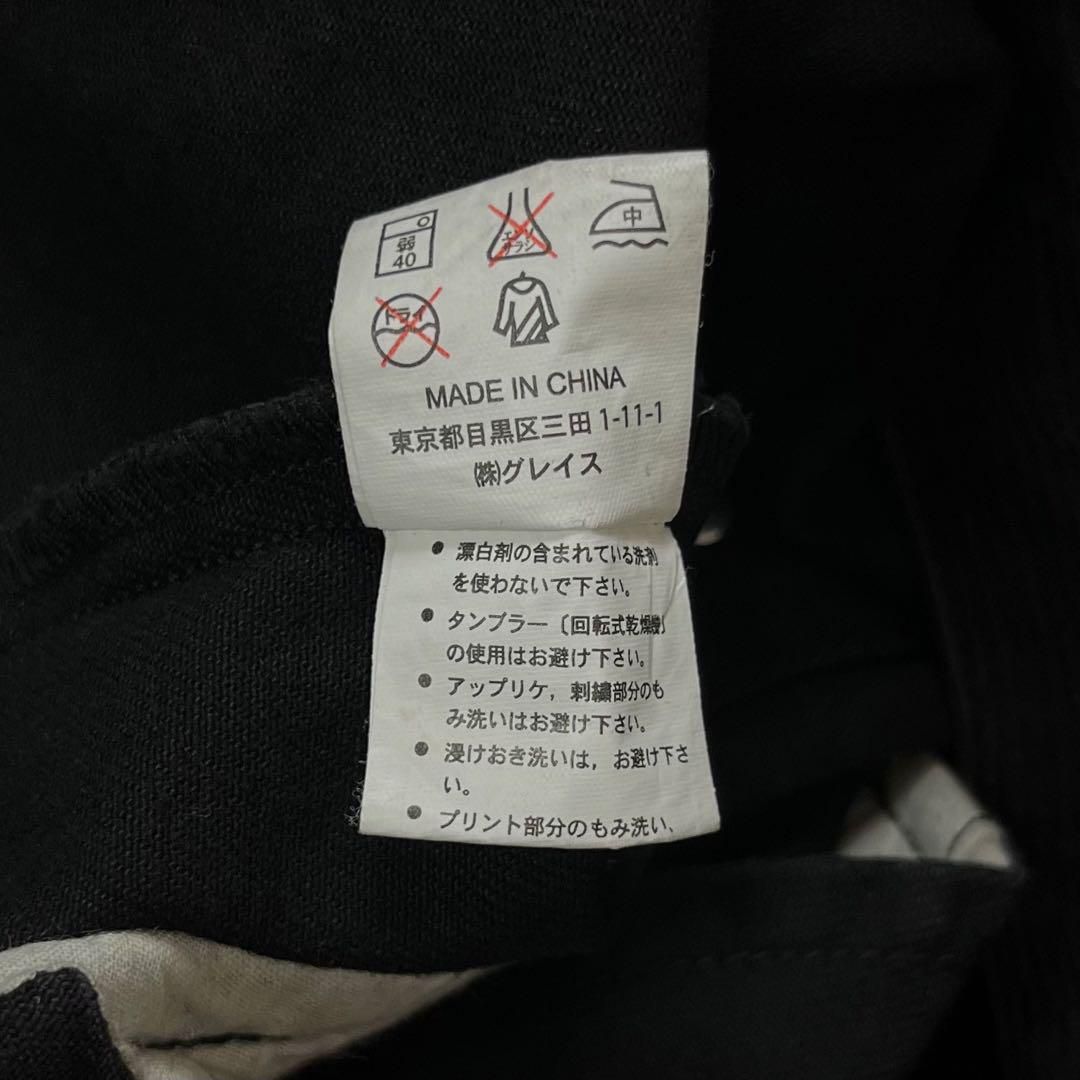 弱
40
エンソ
サラシ
中
ドライ
MADE IN CHINA
東京都目黒区三田1-11-1
㈱グレイス
● 漂白剤の含まれている洗剤
を使わないで下さい。
● タンブラー〔回転式乾燥機〕
の使用はお避け下さい。
● アップリケ，刺繍部分のも
み洗いはお避け下さい。
● 浸けおき洗いは，お避け下さ
い。
● プリント部分のもみ洗い、